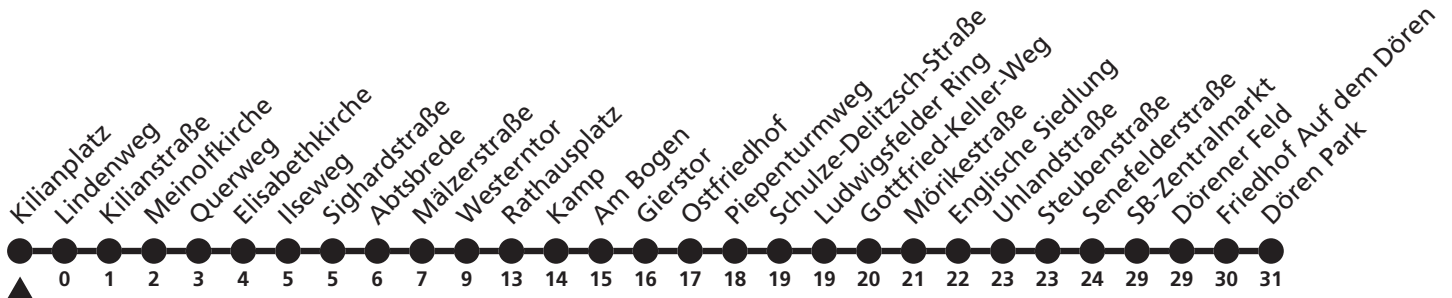 Kilianplatz
Lindenweg
Kilianstraße
Meinolfkirche
Querweg
Elisabethkirche
Ilseweg
Sighardstraße
Abtsbrede
Mälzerstraße
Westerntor
Rathausplatz
Kamp
Am Bogen
Gierstor
Ostfriedhof
Piepenturmweg
Schulze-Delitzsch-Straße
Ludwigsfelder Ring
Gottfried-Keller-Weg
Mörikestraße
Englische Siedlung
Uhlandstraße
Steubenstraße
Senefelderstraße
SB-Zentralmarkt
Dörener Feld
Friedhof Auf dem Dören
Dören Park
0 1 2 3 4 5 5 6 7 9 13 14 15 16 17 18 19 19 20 21 22 23 23 24 29 29 30 31